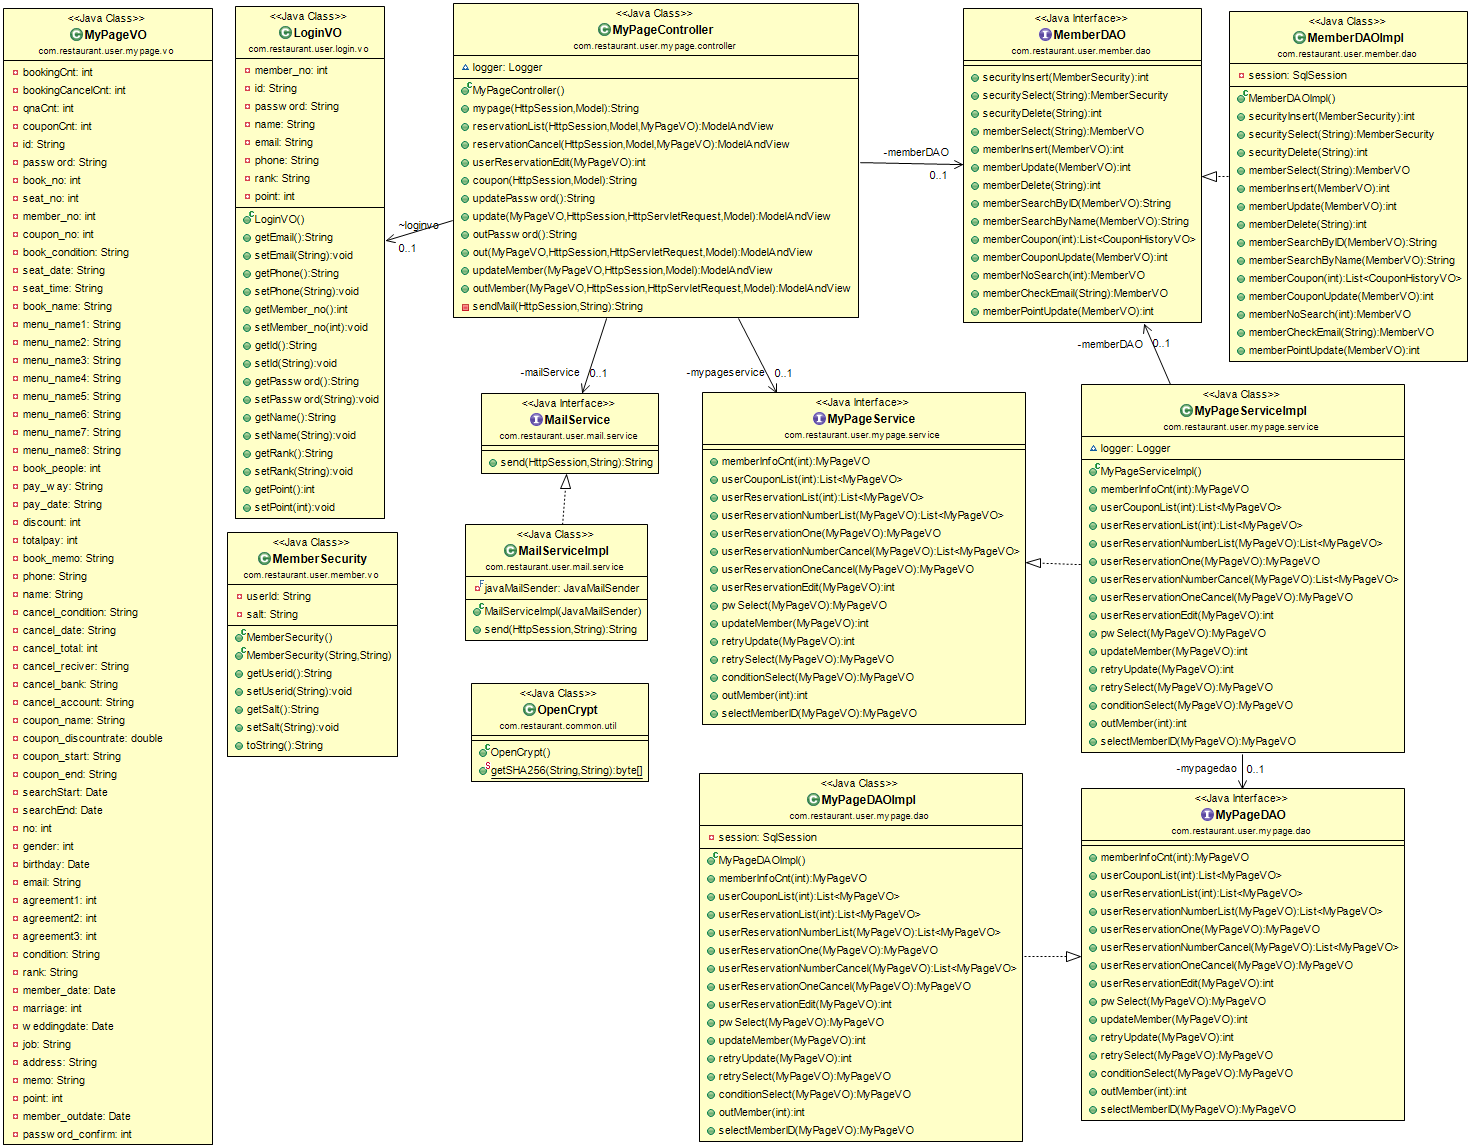 <<Java Class>>
MyPageVO
com.restaurant.user.mypage.vo
bookingCnt: int
bookingCancelCnt: int
qnaCnt: int
couponCnt: int
id: String
password: String
book_no: int
seat_no: int
member_no: int
coupon_no: int
book_condition: String
seat_date: String
seat_time: String
book_name: String
menu_name1: String
menu_name2: String
menu_name3: String
menu_name4: String
menu_name5: String
menu_name6: String
menu_name7: String
menu_name8: String
book_people: int
pay_way: String
pay_date: String
discount: int
totalpay: int
book_memo: String
phone: String
name: String
cancel_condition: String
cancel_date: String
cancel_total: int
cancel_reciver: String
cancel_bank: String
cancel_account: String
coupon_name: String
coupon_discountrate: double
coupon_start: String
coupon_end: String
searchStart: Date
searchEnd: Date
no: int
gender: int
birthday: Date
email: String
agreement1: int
agreement2: int
agreement3: int
condition: String
rank: String
member_date: Date
marriage: int
weddingdate: Date
job: String
address: String
memo: String
point: int
member_outdate: Date
password_confirm: int
<<Java Class>>
LoginVO
com.restaurant.user.login.vo
member_no: int
id: String
password: String
name: String
email: String
phone: String
rank: String
point: int
LoginVO()
getEmail():String
setEmail(String):void
getPhone():String
setPhone(String):void
getMember_no():int
setMember_no(int):void
getId():String
setId(String):void
getPassword():String
setPassword(String):void
getName():String
setName(String):void
getRank():String
setRank(String):void
getPoint():int
setPoint(int):void
<<Java Class>>
MemberSecurity
com.restaurant.user.member.vo
userId: String
salt: String
MemberSecurity()
MemberSecurity(String,String)
getUserid():String
setUserid(String):void
getSalt():String
setSalt(String):void
toString():String
<<Java Class>>
MyPageController
com.restaurant.user.mypage.controller
logger: Logger
MyPageController()
mypage(HttpSession,Model):String
reservationList(HttpSession,Model,MyPageVO):ModelAndView
reservationCancel(HttpSession,Model,MyPageVO):ModelAndView
userReservationEdit(MyPageVO):int
coupon(HttpSession,Model):String
updatePassword():String
update(MyPageVO,HttpSession,HttpServletRequest,Model):ModelAndView
outPassword():String
out(MyPageVO,HttpSession,HttpServletRequest,Model):ModelAndView
updateMember(MyPageVO,HttpSession,Model):ModelAndView
outMember(MyPageVO,HttpSession,HttpServletRequest,Model):ModelAndView
sendMail(HttpSession,String):String
~loginvo
0..1
-memberDAO
0..1
-mailService
0..1
-mypageservice
0..1
<<Java Interface>>
MailService
com.restaurant.user.mail.service
send(HttpSession,String):String
<<Java Class>>
MailServiceImpl
com.restaurant.user.mail.service
javaMailSender: JavaMailSender
MailServiceImpl(JavaMailSender)
send(HttpSession,String):String
<<Java Class>>
OpenCrypt
com.restaurant.common.util
OpenCrypt()
getSHA256(String,String):byte[]
<<Java Interface>>
MyPageService
com.restaurant.user.mypage.service
memberInfoCnt(int):MyPageVO
userCouponList(int):List<MyPageVO>
userReservationList(int):List<MyPageVO>
userReservationNumberList(MyPageVO):List<MyPageVO>
userReservationOne(MyPageVO):MyPageVO
userReservationNumberCancel(MyPageVO):List<MyPageVO>
userReservationOneCancel(MyPageVO):MyPageVO
userReservationEdit(MyPageVO):int
pwSelect(MyPageVO):MyPageVO
updateMember(MyPageVO):int
retryUpdate(MyPageVO):int
retrySelect(MyPageVO):MyPageVO
conditionSelect(MyPageVO):MyPageVO
outMember(int):int
selectMemberID(MyPageVO):MyPageVO
<<Java Class>>
MyPageDAOImpl
com.restaurant.user.mypage.dao
session: SqlSession
MyPageDAOImpl()
memberInfoCnt(int):MyPageVO
userCouponList(int):List<MyPageVO>
userReservationList(int):List<MyPageVO>
userReservationNumberList(MyPageVO):List<MyPageVO>
userReservationOne(MyPageVO):MyPageVO
userReservationNumberCancel(MyPageVO):List<MyPageVO>
userReservationOneCancel(MyPageVO):MyPageVO
userReservationEdit(MyPageVO):int
pwSelect(MyPageVO):MyPageVO
updateMember(MyPageVO):int
retryUpdate(MyPageVO):int
retrySelect(MyPageVO):MyPageVO
conditionSelect(MyPageVO):MyPageVO
outMember(int):int
selectMemberID(MyPageVO):MyPageVO
<<Java Interface>>
MemberDAO
com.restaurant.user.member.dao
securityInsert(MemberSecurity):int
securitySelect(String):MemberSecurity
securityDelete(String):int
memberSelect(String):MemberVO
memberInsert(MemberVO):int
memberUpdate(MemberVO):int
memberDelete(String):int
memberSearchByID(MemberVO):String
memberSearchByName(MemberVO):String
memberCoupon(int):List<CouponHistoryVO>
memberCouponUpdate(MemberVO):int
memberNoSearch(int):MemberVO
memberCheckEmail(String):MemberVO
memberPointUpdate(MemberVO):int
<<Java Class>>
MemberDAOImpl
com.restaurant.user.member.dao
session: SqlSession
MemberDAOImpl()
securityInsert(MemberSecurity):int
securitySelect(String):MemberSecurity
securityDelete(String):int
memberSelect(String):MemberVO
memberInsert(MemberVO):int
memberUpdate(MemberVO):int
memberDelete(String):int
memberSearchByID(MemberVO):String
memberSearchByName(MemberVO):String
memberCoupon(int):List<CouponHistoryVO>
memberCouponUpdate(MemberVO):int
memberNoSearch(int):MemberVO
memberCheckEmail(String):MemberVO
memberPointUpdate(MemberVO):int
-memberDAO
0..1
<<Java Class>>
MyPageServiceImpl
com.restaurant.user.mypage.service
logger: Logger
MyPageServiceImpl()
memberInfoCnt(int):MyPageVO
userCouponList(int):List<MyPageVO>
userReservationList(int):List<MyPageVO>
userReservationNumberList(MyPageVO):List<MyPageVO>
userReservationOne(MyPageVO):MyPageVO
userReservationNumberCancel(MyPageVO):List<MyPageVO>
userReservationOneCancel(MyPageVO):MyPageVO
userReservationEdit(MyPageVO):int
pwSelect(MyPageVO):MyPageVO
updateMember(MyPageVO):int
retryUpdate(MyPageVO):int
retrySelect(MyPageVO):MyPageVO
conditionSelect(MyPageVO):MyPageVO
outMember(int):int
selectMemberID(MyPageVO):MyPageVO
-mypagedao
0..1
<<Java Interface>>
MyPageDAO
com.restaurant.user.mypage.dao
memberInfoCnt(int):MyPageVO
userCouponList(int):List<MyPageVO>
userReservationList(int):List<MyPageVO>
userReservationNumberList(MyPageVO):List<MyPageVO>
userReservationOne(MyPageVO):MyPageVO
userReservationNumberCancel(MyPageVO):List<MyPageVO>
userReservationOneCancel(MyPageVO):MyPageVO
userReservationEdit(MyPageVO):int
pwSelect(MyPageVO):MyPageVO
updateMember(MyPageVO):int
retryUpdate(MyPageVO):int
retrySelect(MyPageVO):MyPageVO
conditionSelect(MyPageVO):MyPageVO
outMember(int):int
selectMemberID(MyPageVO):MyPageVO